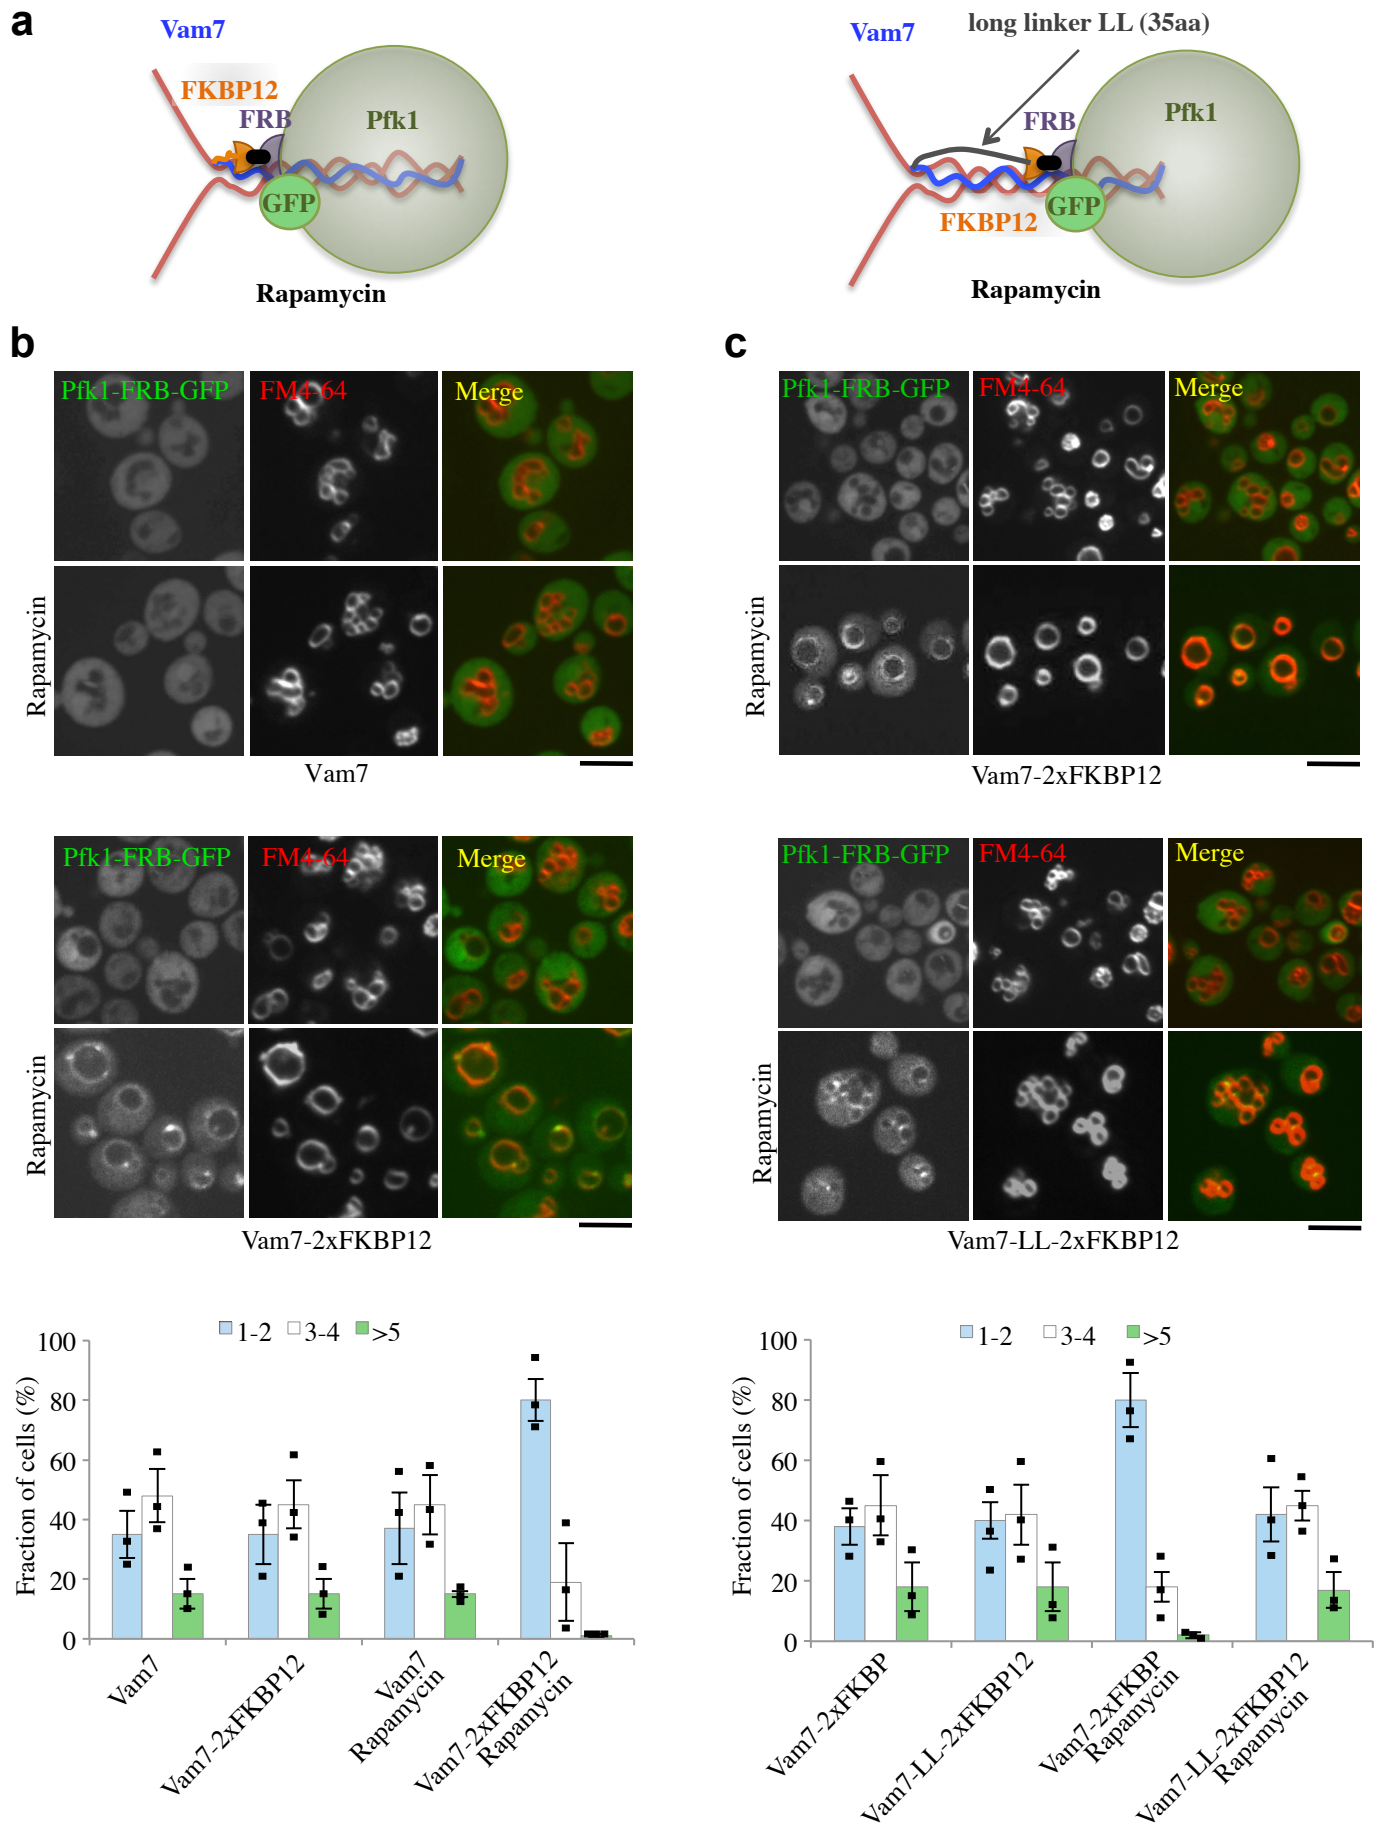 a
Vam7
FKBP12
FRB
Pfk1
GFP
Rapamycin
long linker LL (35aa)
Vam7
FRB
Pfk1
FKBP12
GFP
Rapamycin
b
Pfk1-FRB-GFP FM4-64 Merge
Rapamycin
Vam7
Pfk1-FRB-GFP FM4-64 Merge
Rapamycin
Vam7-2xFKBP12
1-2 3-4 >5
Fraction of cells (%)
100
80
60
40
20
0
Vam7
Vam7-2xFKBP12
Vam7
Rapamycin
Vam7-2xFKBP12
Rapamycin
c
Pfk1-FRB-GFP FM4-64 Merge
Rapamycin
Vam7-2xFKBP12
Pfk1-FRB-GFP FM4-64 Merge
Rapamycin
Vam7-LL-2xFKBP12
1-2 3-4 >5
Fraction of cells (%)
100
80
60
40
20
0
Vam7-2xFKBP
Vam7-LL-2xFKBP12
Vam7-2xFKBP
Rapamycin
Vam7-LL-2xFKBP12
Rapamycin